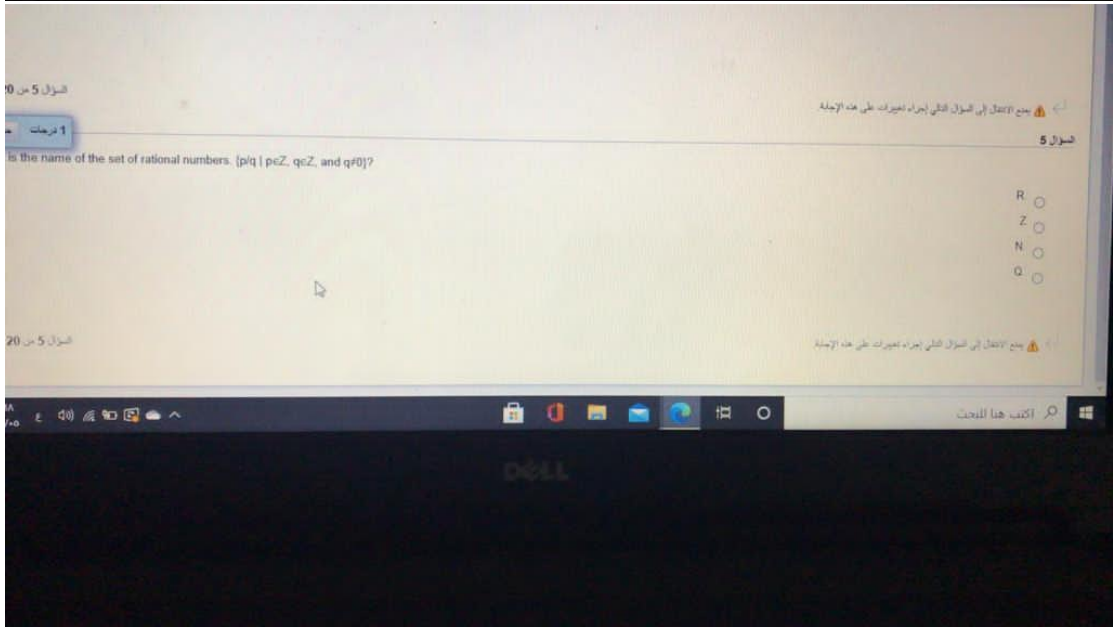 السؤال 5 من
يمنع الانتقال إلى السؤال التالي إجراء تغييرات على هذه الإجابة.
1 درجات
السؤال 5
is the name of the set of rational numbers. {p/q | p∈Z, q∈Z, and q≠0}?
R
Z
N
Q
السؤال 5 من 20
يمنع الانتقال إلى السؤال التالي إجراء تغييرات على هذه الإجابة.
ع
اكتب هنا للبحث
DELL